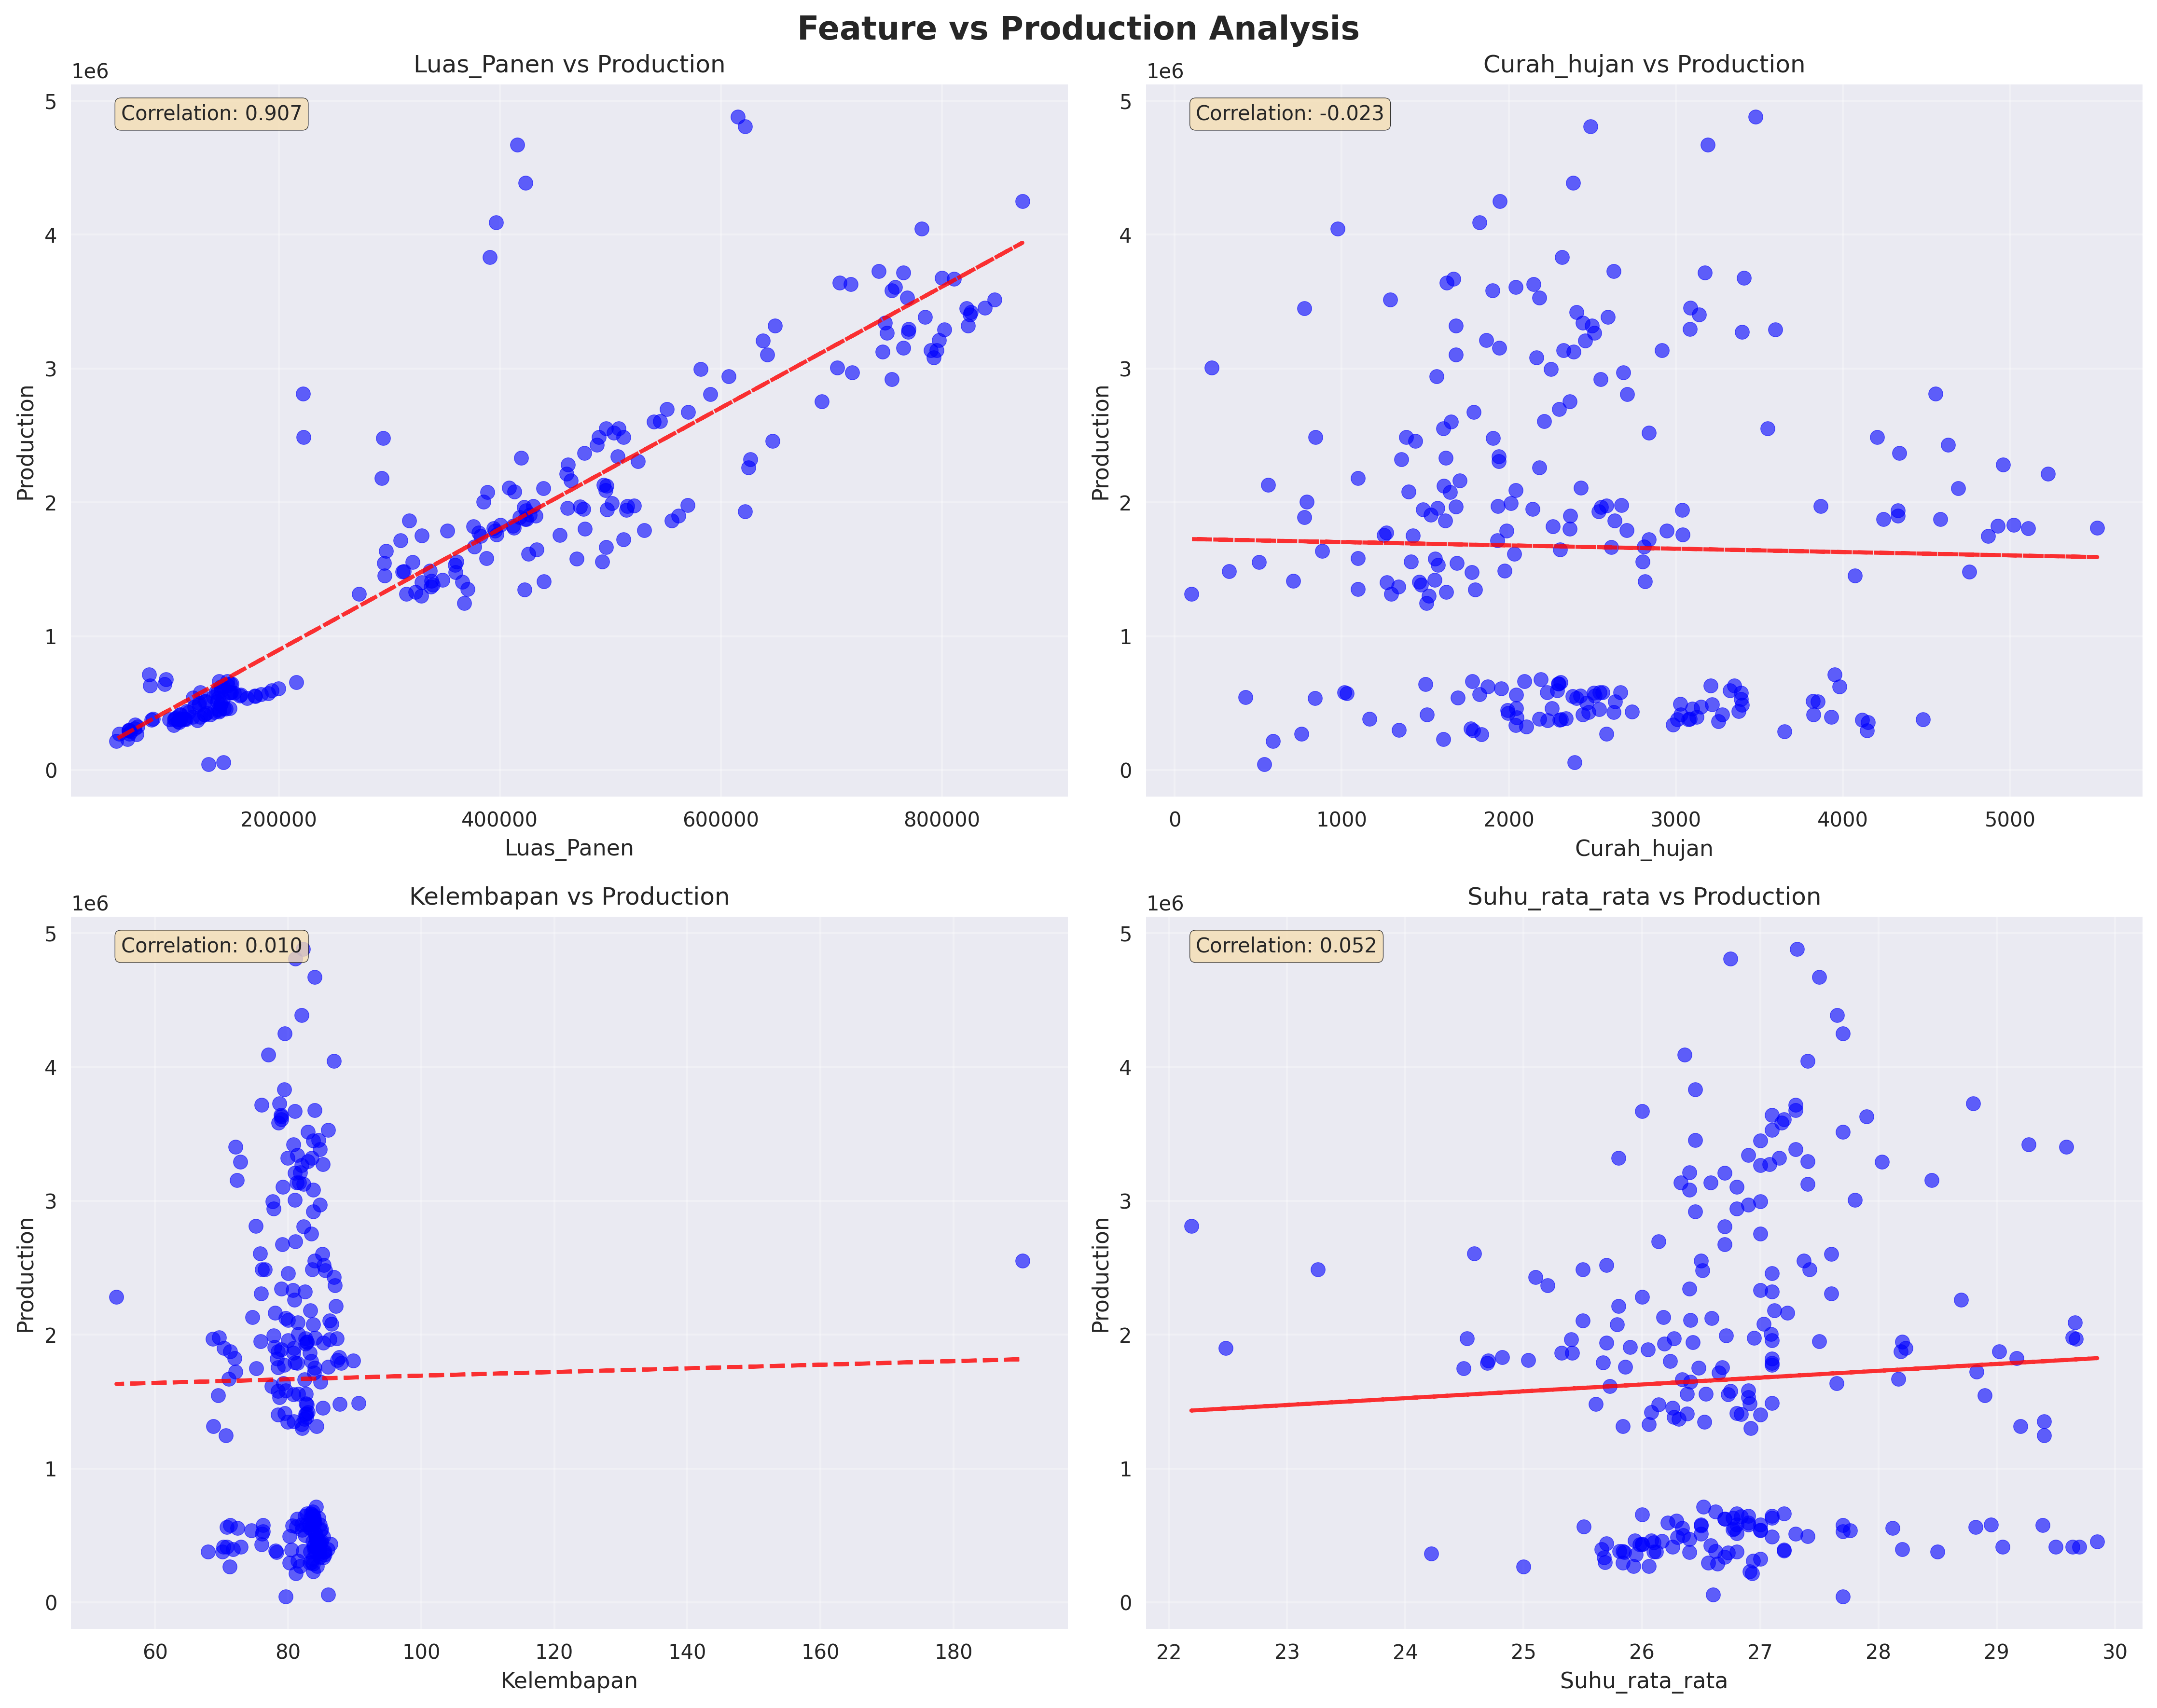 Feature vs Production Analysis
Luas_Panen vs Production
1e6
Correlation: 0.907
5
4
3
2
1
0
Production
200000 400000 600000 800000
Luas_Panen
Curah_hujan vs Production
1e6
Correlation: -0.023
5
4
3
2
1
0
Production
0 1000 2000 3000 4000 5000
Curah_hujan
Kelembapan vs Production
1e6
Correlation: 0.010
5
4
3
2
1
0
Production
60 80 100 120 140 160 180
Kelembapan
Suhu_rata_rata vs Production
1e6
Correlation: 0.052
5
4
3
2
1
0
Production
22 23 24 25 26 27 28 29 30
Suhu_rata_rata